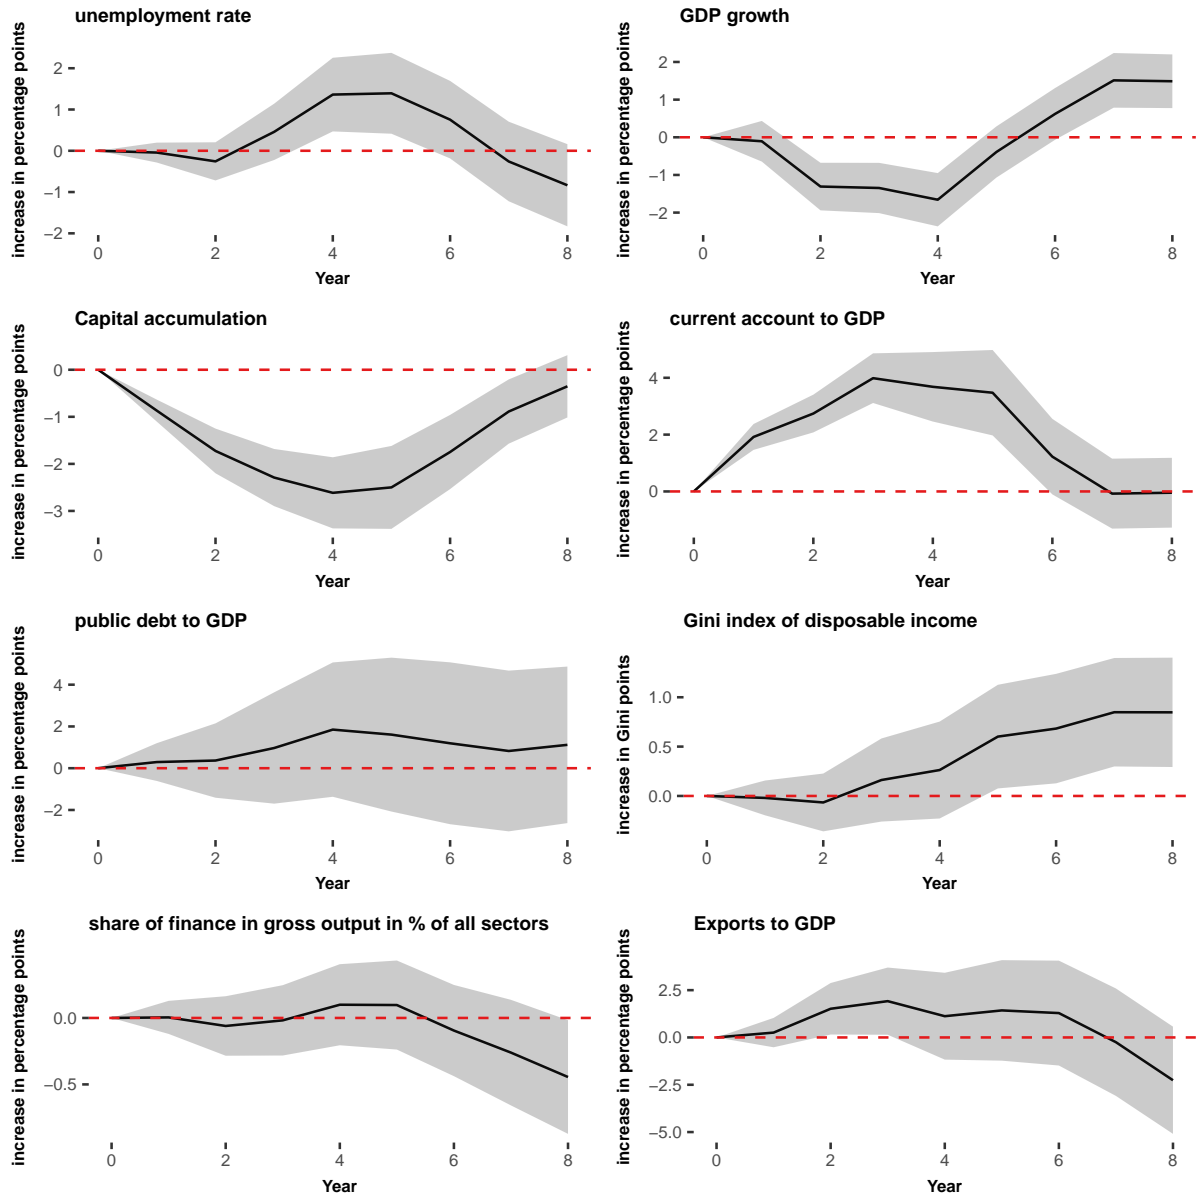 unemployment rate
increase in percentage points
2
1
0
−1
−2
0 2 4 6 8
Year
GDP growth
increase in percentage points
2
1
0
−1
−2
0 2 4 6 8
Year
Capital accumulation
increase in percentage points
0
−1
−2
−3
0 2 4 6 8
Year
current account to GDP
increase in percentage points
4
2
0
0 2 4 6 8
Year
public debt to GDP
increase in percentage points
4
2
0
−2
0 2 4 6 8
Year
Gini index of disposable income
increase in Gini points
1.0
0.5
0.0
0 2 4 6 8
Year
share of finance in gross output in % of all sectors
increase in percentage points
0.0
−0.5
0 2 4 6 8
Year
Exports to GDP
increase in percentage points
2.5
0.0
−2.5
−5.0
0 2 4 6 8
Year